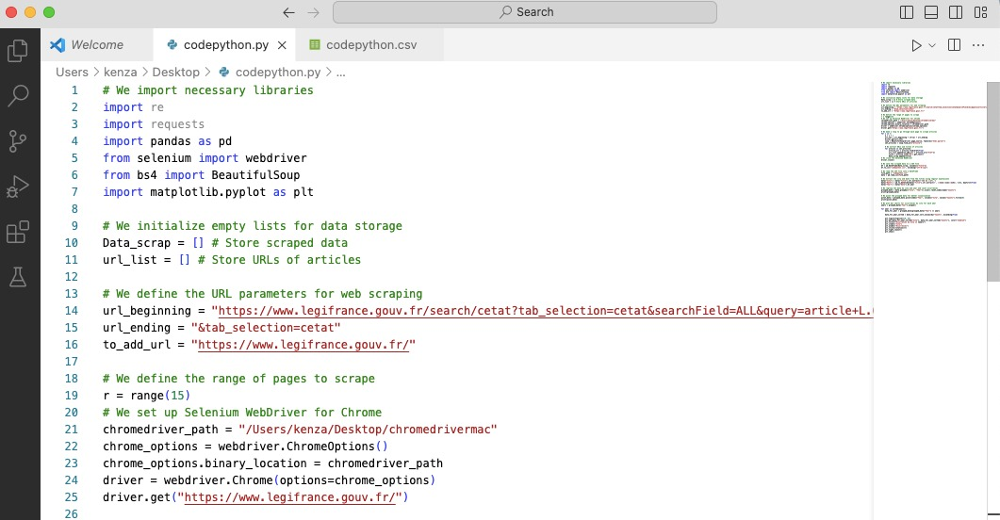 Search
Welcome
codepython.py
codepython.csv
Users > kenza > Desktop > codepython.py > ...
1 # We import necessary libraries
2 import re
3 import requests
4 import pandas as pd
5 from selenium import webdriver
6 from bs4 import BeautifulSoup
7 import matplotlib.pyplot as plt
8
9 # We initialize empty lists for data storage
10 Data_scrap = [] # Store scraped data
11 url_list = [] # Store URLs of articles
12
13 # We define the URL parameters for web scraping
14 url_beginning = "https://www.legifrance.gouv.fr/search/cetat?tab_selection=cetat&searchField=ALL&query=article+L.
15 url_ending = "&tab_selection=cetat"
16 to_add_url = "https://www.legifrance.gouv.fr/"
17
18 # We define the range of pages to scrape
19 r = range(15)
20 # We set up Selenium WebDriver for Chrome
21 chromedriver_path = "/Users/kenza/Desktop/chromedrivermac"
22 chrome_options = webdriver.ChromeOptions()
23 chrome_options.binary_location = chromedriver_path
24 driver = webdriver.Chrome(options=chrome_options)
25 driver.get("https://www.legifrance.gouv.fr/")
26